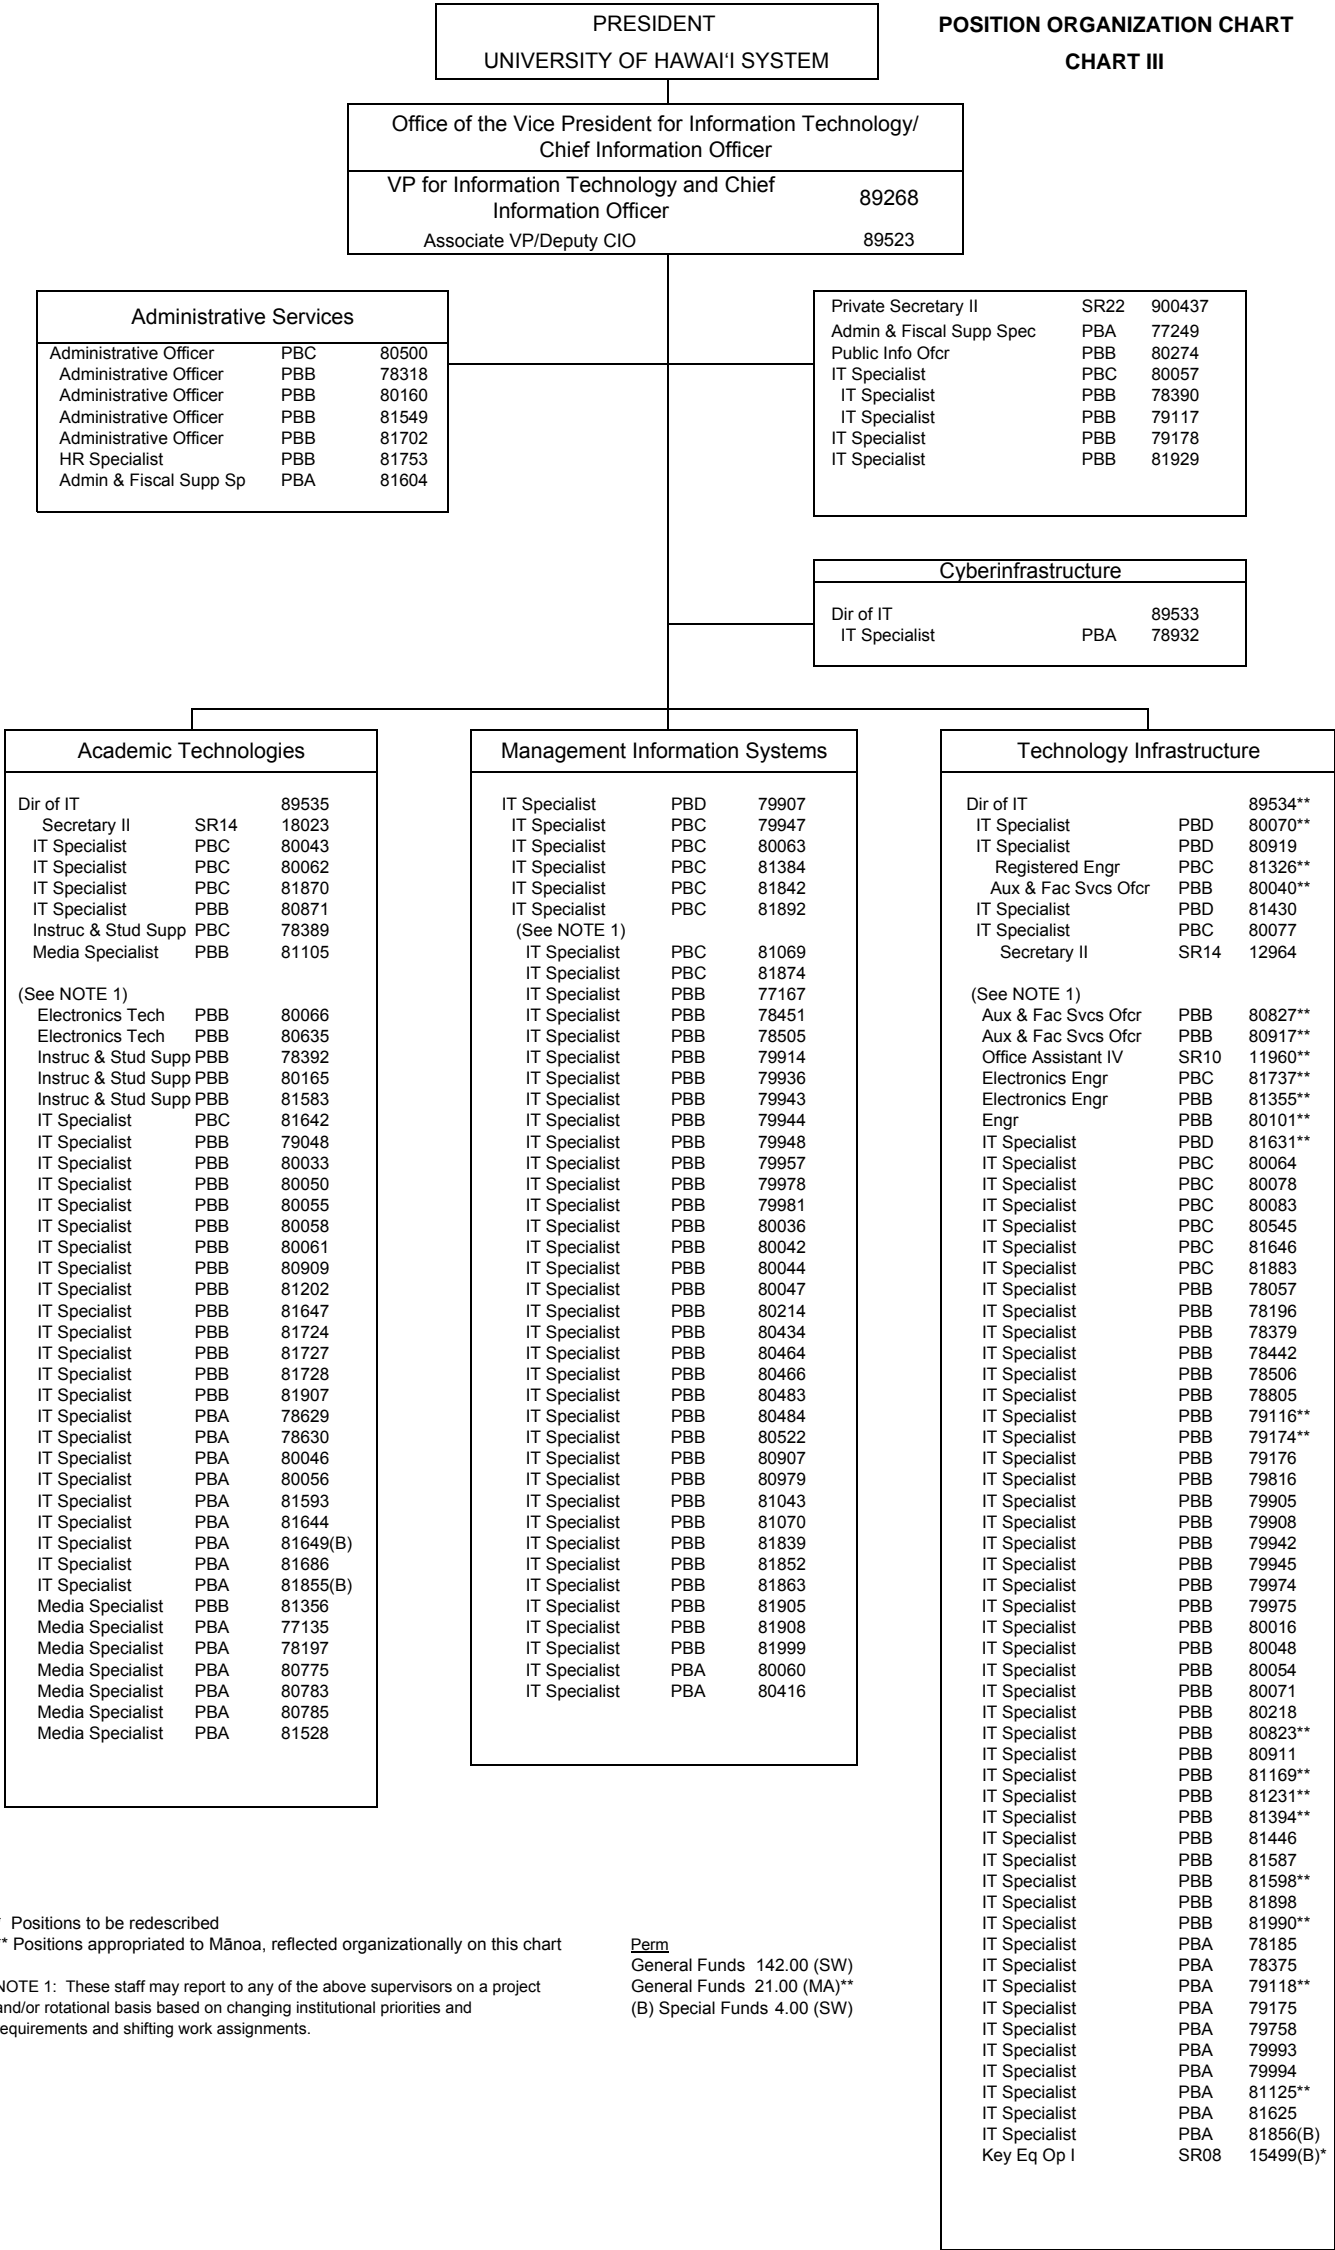 PRESIDENT
UNIVERSITY OF HAWAIʻI SYSTEM
POSITION ORGANIZATION CHART
CHART III
Office of the Vice President for Information Technology/
Chief Information Officer
VP for Information Technology and Chief
Information Officer 89268
Associate VP/Deputy CIO 89523
Administrative Services
Administrative Officer PBC 80500
Administrative Officer PBB 78318
Administrative Officer PBB 80160
Administrative Officer PBB 81549
Administrative Officer PBB 81702
HR Specialist PBB 81753
Admin & Fiscal Supp Sp PBA 81604
Private Secretary II SR22 900437
Admin & Fiscal Supp Spec PBA 77249
Public Info Ofcr PBB 80274
IT Specialist PBC 80057
IT Specialist PBB 78390
IT Specialist PBB 79117
IT Specialist PBB 79178
IT Specialist PBB 81929
Cyberinfrastructure
Dir of IT 89533
IT Specialist PBA 78932
Academic Technologies
Dir of IT 89535
Secretary II SR14 18023
IT Specialist PBC 80043
IT Specialist PBC 80062
IT Specialist PBC 81870
IT Specialist PBB 80871
Instruc & Stud Supp PBC 78389
Media Specialist PBB 81105
(See NOTE 1)
Electronics Tech PBB 80066
Electronics Tech PBB 80635
Instruc & Stud Supp PBB 78392
Instruc & Stud Supp PBB 80165
Instruc & Stud Supp PBB 81583
IT Specialist PBC 81642
IT Specialist PBB 79048
IT Specialist PBB 80033
IT Specialist PBB 80050
IT Specialist PBB 80055
IT Specialist PBB 80058
IT Specialist PBB 80061
IT Specialist PBB 80909
IT Specialist PBB 81202
IT Specialist PBB 81647
IT Specialist PBB 81724
IT Specialist PBB 81727
IT Specialist PBB 81728
IT Specialist PBB 81907
IT Specialist PBA 78629
IT Specialist PBA 78630
IT Specialist PBA 80046
IT Specialist PBA 80056
IT Specialist PBA 81593
IT Specialist PBA 81644
IT Specialist PBA 81649(B)
IT Specialist PBA 81686
IT Specialist PBA 81855(B)
Media Specialist PBB 81356
Media Specialist PBA 77135
Media Specialist PBA 78197
Media Specialist PBA 80775
Media Specialist PBA 80783
Media Specialist PBA 80785
Media Specialist PBA 81528
Management Information Systems
IT Specialist PBD 79907
IT Specialist PBC 79947
IT Specialist PBC 80063
IT Specialist PBC 81384
IT Specialist PBC 81842
IT Specialist PBC 81892
(See NOTE 1)
IT Specialist PBC 81069
IT Specialist PBC 81874
IT Specialist PBB 77167
IT Specialist PBB 78451
IT Specialist PBB 78505
IT Specialist PBB 79914
IT Specialist PBB 79936
IT Specialist PBB 79943
IT Specialist PBB 79944
IT Specialist PBB 79948
IT Specialist PBB 79957
IT Specialist PBB 79978
IT Specialist PBB 79981
IT Specialist PBB 80036
IT Specialist PBB 80042
IT Specialist PBB 80044
IT Specialist PBB 80047
IT Specialist PBB 80214
IT Specialist PBB 80434
IT Specialist PBB 80464
IT Specialist PBB 80466
IT Specialist PBB 80483
IT Specialist PBB 80484
IT Specialist PBB 80522
IT Specialist PBB 80907
IT Specialist PBB 80979
IT Specialist PBB 81043
IT Specialist PBB 81070
IT Specialist PBB 81839
IT Specialist PBB 81852
IT Specialist PBB 81863
IT Specialist PBB 81905
IT Specialist PBB 81908
IT Specialist PBB 81999
IT Specialist PBA 80060
IT Specialist PBA 80416
Technology Infrastructure
Dir of IT 89534**
IT Specialist PBD 80070**
IT Specialist PBD 80919
Registered Engr PBC 81326**
Aux & Fac Svcs Ofcr PBB 80040**
IT Specialist PBD 81430
IT Specialist PBC 80077
Secretary II SR14 12964
(See NOTE 1)
Aux & Fac Svcs Ofcr PBB 80827**
Aux & Fac Svcs Ofcr PBB 80917**
Office Assistant IV SR10 11960**
Electronics Engr PBC 81737**
Electronics Engr PBB 81355**
Engr PBB 80101**
IT Specialist PBD 81631**
IT Specialist PBC 80064
IT Specialist PBC 80078
IT Specialist PBC 80083
IT Specialist PBC 80545
IT Specialist PBC 81646
IT Specialist PBC 81883
IT Specialist PBB 78057
IT Specialist PBB 78196
IT Specialist PBB 78379
IT Specialist PBB 78442
IT Specialist PBB 78506
IT Specialist PBB 78805
IT Specialist PBB 79116**
IT Specialist PBB 79174**
IT Specialist PBB 79176
IT Specialist PBB 79816
IT Specialist PBB 79905
IT Specialist PBB 79908
IT Specialist PBB 79942
IT Specialist PBB 79945
IT Specialist PBB 79974
IT Specialist PBB 79975
IT Specialist PBB 80016
IT Specialist PBB 80048
IT Specialist PBB 80054
IT Specialist PBB 80071
IT Specialist PBB 80218
IT Specialist PBB 80823**
IT Specialist PBB 80911
IT Specialist PBB 81169**
IT Specialist PBB 81231**
IT Specialist PBB 81394**
IT Specialist PBB 81446
IT Specialist PBB 81587
IT Specialist PBB 81598**
IT Specialist PBB 81898
IT Specialist PBB 81990**
IT Specialist PBA 78185
IT Specialist PBA 78375
IT Specialist PBA 79118**
IT Specialist PBA 79175
IT Specialist PBA 79758
IT Specialist PBA 79993
IT Specialist PBA 79994
IT Specialist PBA 81125**
IT Specialist PBA 81625
IT Specialist PBA 81856(B)
Key Eq Op I SR08 15499(B)*
* Positions to be redescribed
** Positions appropriated to Mānoa, reflected organizationally on this chart
NOTE 1: These staff may report to any of the above supervisors on a project
and/or rotational basis based on changing institutional priorities and
requirements and shifting work assignments.
Perm
General Funds 142.00 (SW)
General Funds 21.00 (MA)**
(B) Special Funds 4.00 (SW)